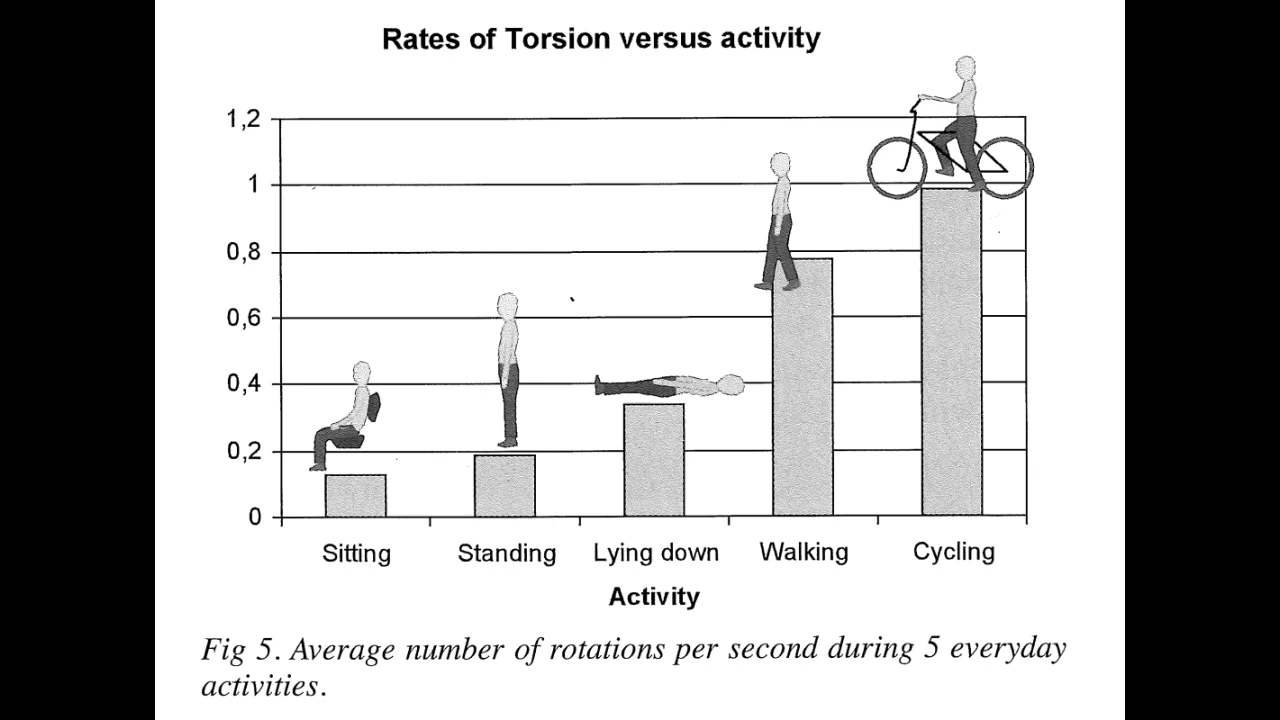 Rates of Torsion versus activity
1,2
1
0,8
0,6
0,4
0,2
0
Sitting Standing Lying down Walking Cycling
Activity
Fig 5. Average number of rotations per second during 5 everyday
activities.